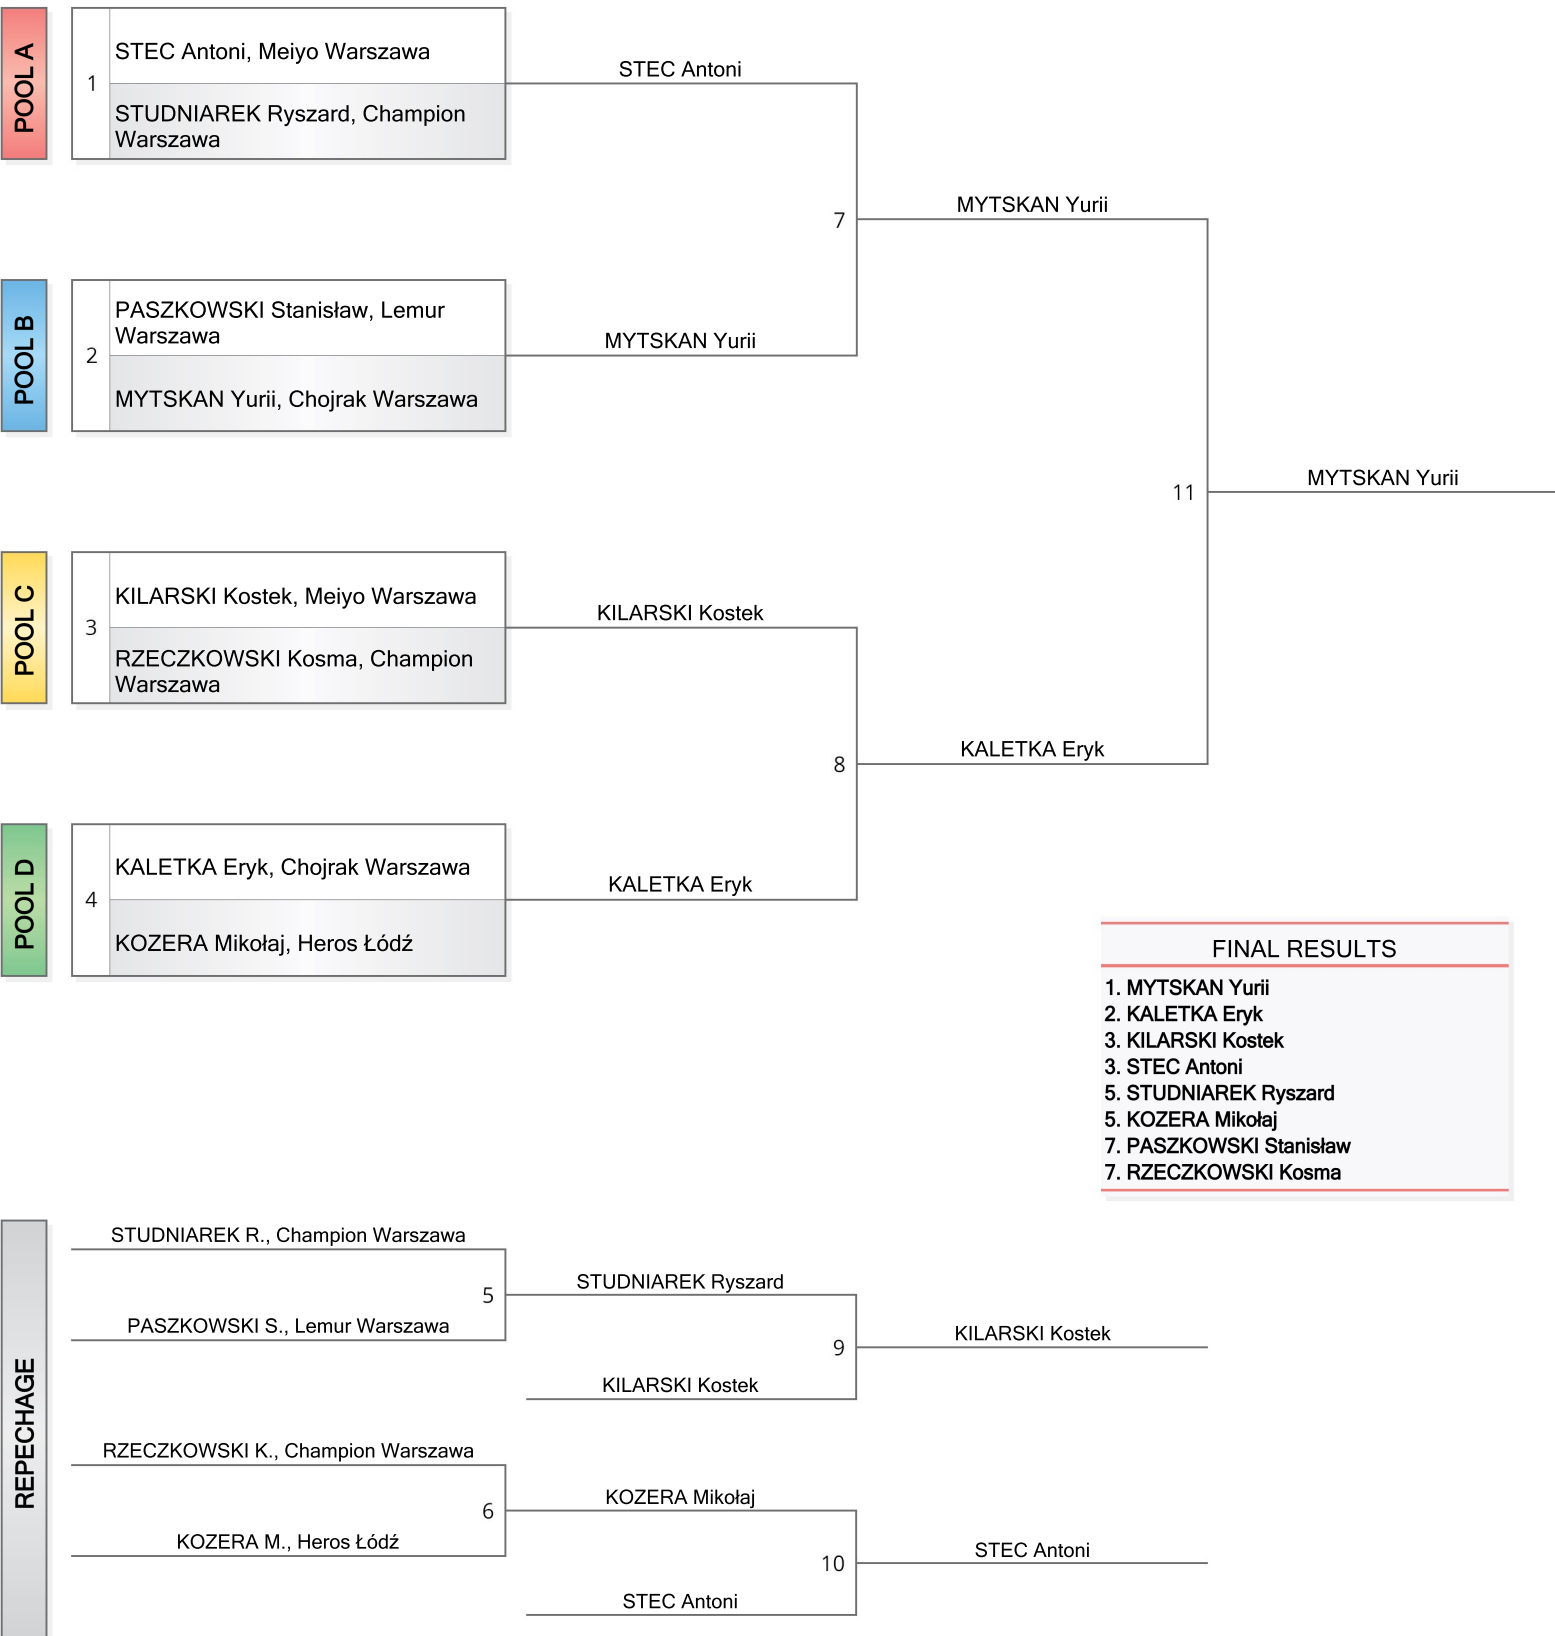 POOL A
1
STEC Antoni, Meiyo Warszawa
STUDNIAREK Ryszard, Champion
Warszawa
STEC Antoni
7
MYTSKAN Yurii
POOL B
2
PASZKOWSKI Stanisław, Lemur
Warszawa
MYTSKAN Yurii, Chojrak Warszawa
MYTSKAN Yurii
11
MYTSKAN Yurii
POOL C
3
KILARSKI Kostek, Meiyo Warszawa
RZECZKOWSKI Kosma, Champion
Warszawa
KILARSKI Kostek
8
KALETKA Eryk
POOL D
4
KALETKA Eryk, Chojrak Warszawa
KOZERA Mikołaj, Heros Łódź
KALETKA Eryk
FINAL RESULTS
1. MYTSKAN Yurii
2. KALETKA Eryk
3. KILARSKI Kostek
3. STEC Antoni
5. STUDNIAREK Ryszard
5. KOZERA Mikołaj
7. PASZKOWSKI Stanisław
7. RZECZKOWSKI Kosma
REPECHAGE
STUDNIAREK R., Champion Warszawa
5
PASZKOWSKI S., Lemur Warszawa
STUDNIAREK Ryszard
9
KILARSKI Kostek
KILARSKI Kostek
RZECZKOWSKI K., Champion Warszawa
6
KOZERA M., Heros Łódź
KOZERA Mikołaj
10
STEC Antoni
STEC Antoni